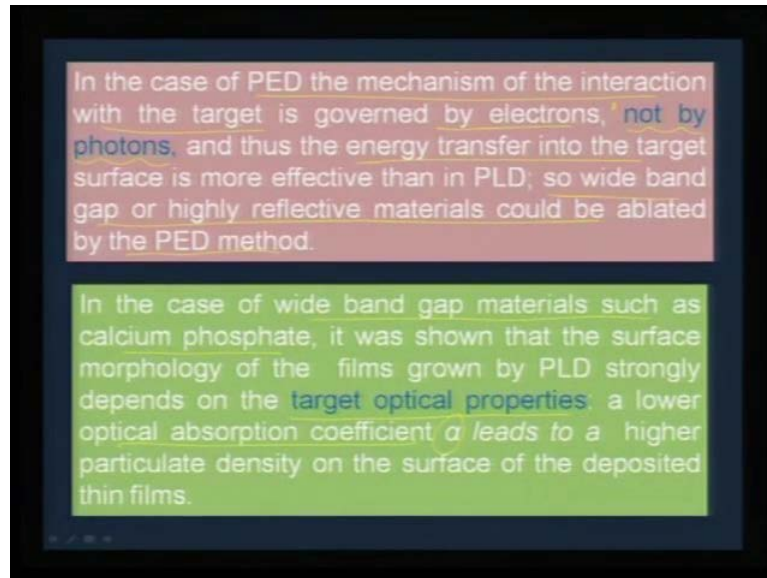 In the case of PED the mechanism of the interaction
with the target is governed by electrons, not by
photons, and thus the energy transfer into the target
surface is more effective than in PLD; so wide band
gap or highly reflective materials could be ablated
by the PED method.
In the case of wide band gap materials such as
calcium phosphate, it was shown that the surface
morphology of the films grown by PLD strongly
depends on the target optical properties. a lower
optical absorption coefficient α leads to a higher
particulate density on the surface of the deposited
thin films.